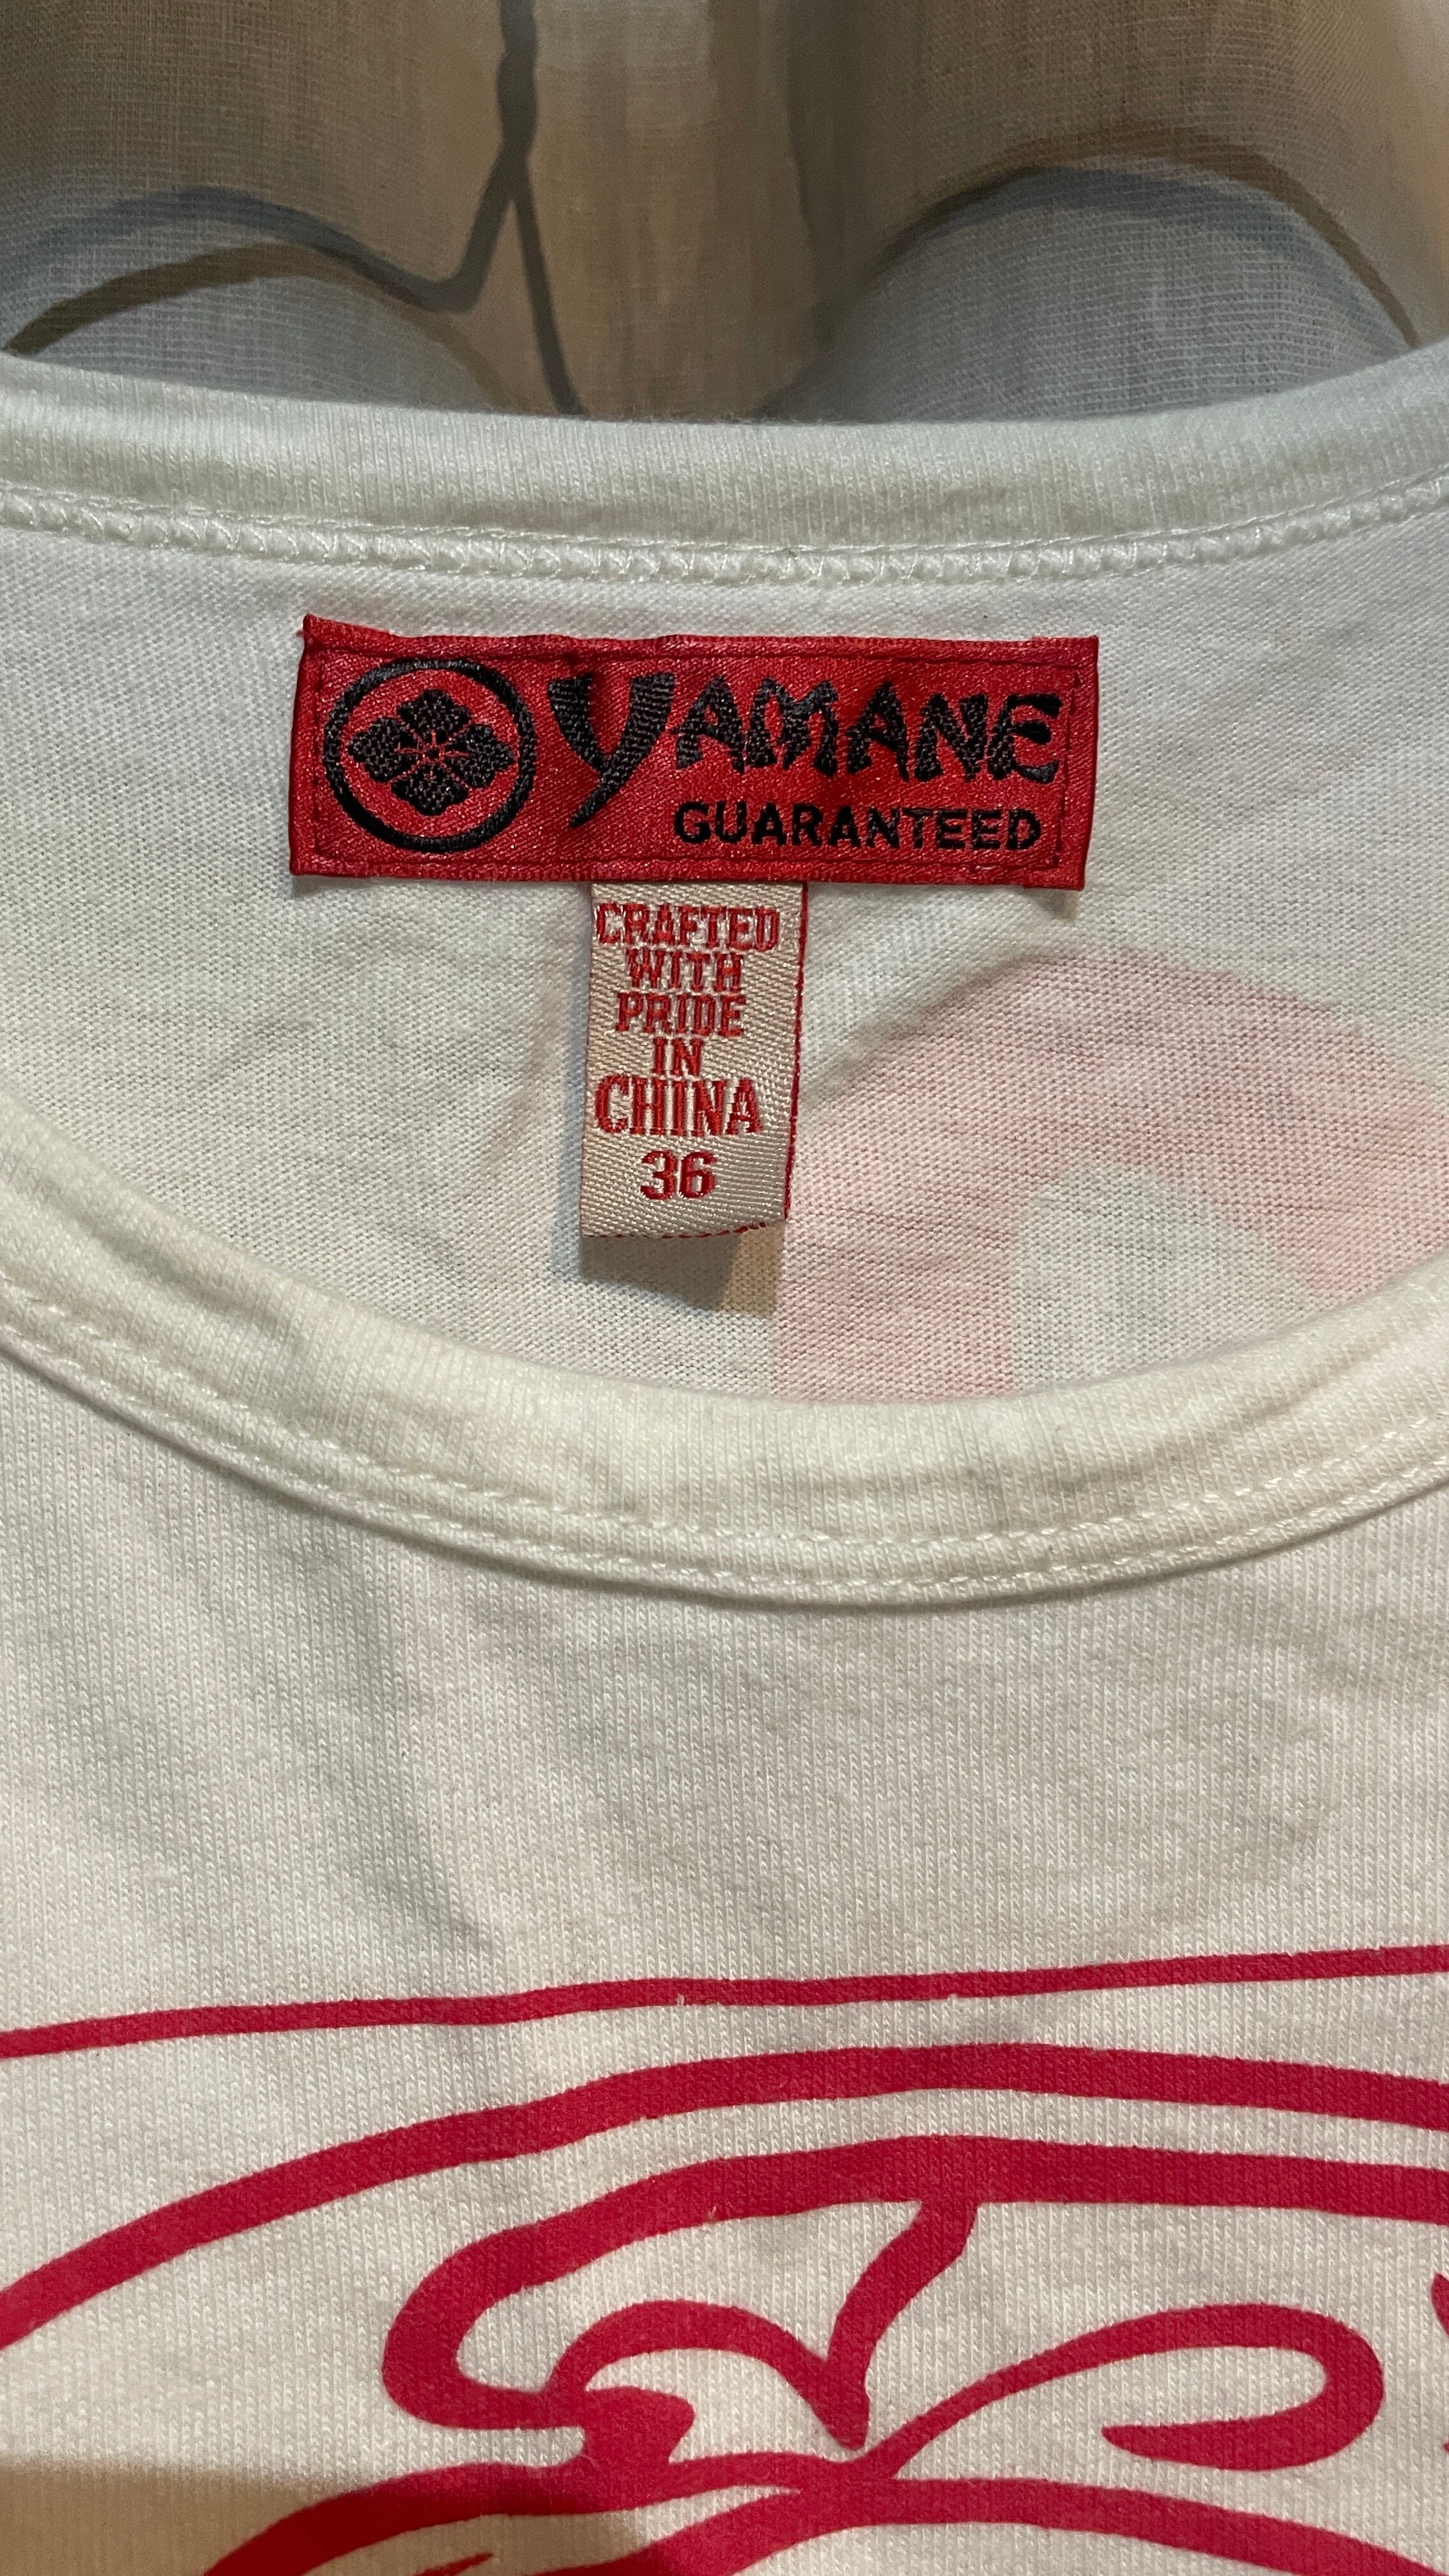 YAMANE
GUARANTEED
CRAFTED
WITH
PRIDE
IN
CHINA
36